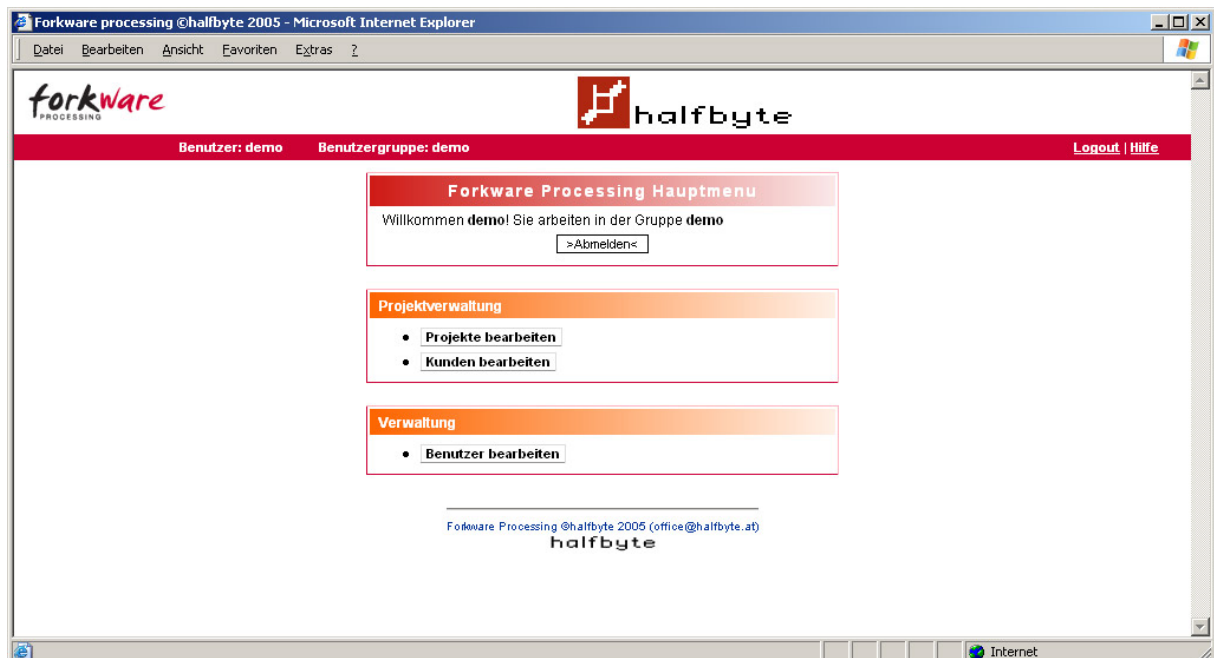 Forkware processing ©halfbyte 2005 - Microsoft Internet Explorer
Datei Bearbeiten Ansicht Favoriten Extras ?
forkware
PROCESSING
halfbyte
Benutzer: demo Benutzergruppe: demo Logout | Hilfe
Forkware Processing Hauptmenu
Willkommen demo! Sie arbeiten in der Gruppe demo
>Abmelden<
Projektverwaltung
Projekte bearbeiten
Kunden bearbeiten
Verwaltung
Benutzer bearbeiten
Forkware Processing ©halfbyte 2005 (office@halfbyte.at)
halfbyte
Internet